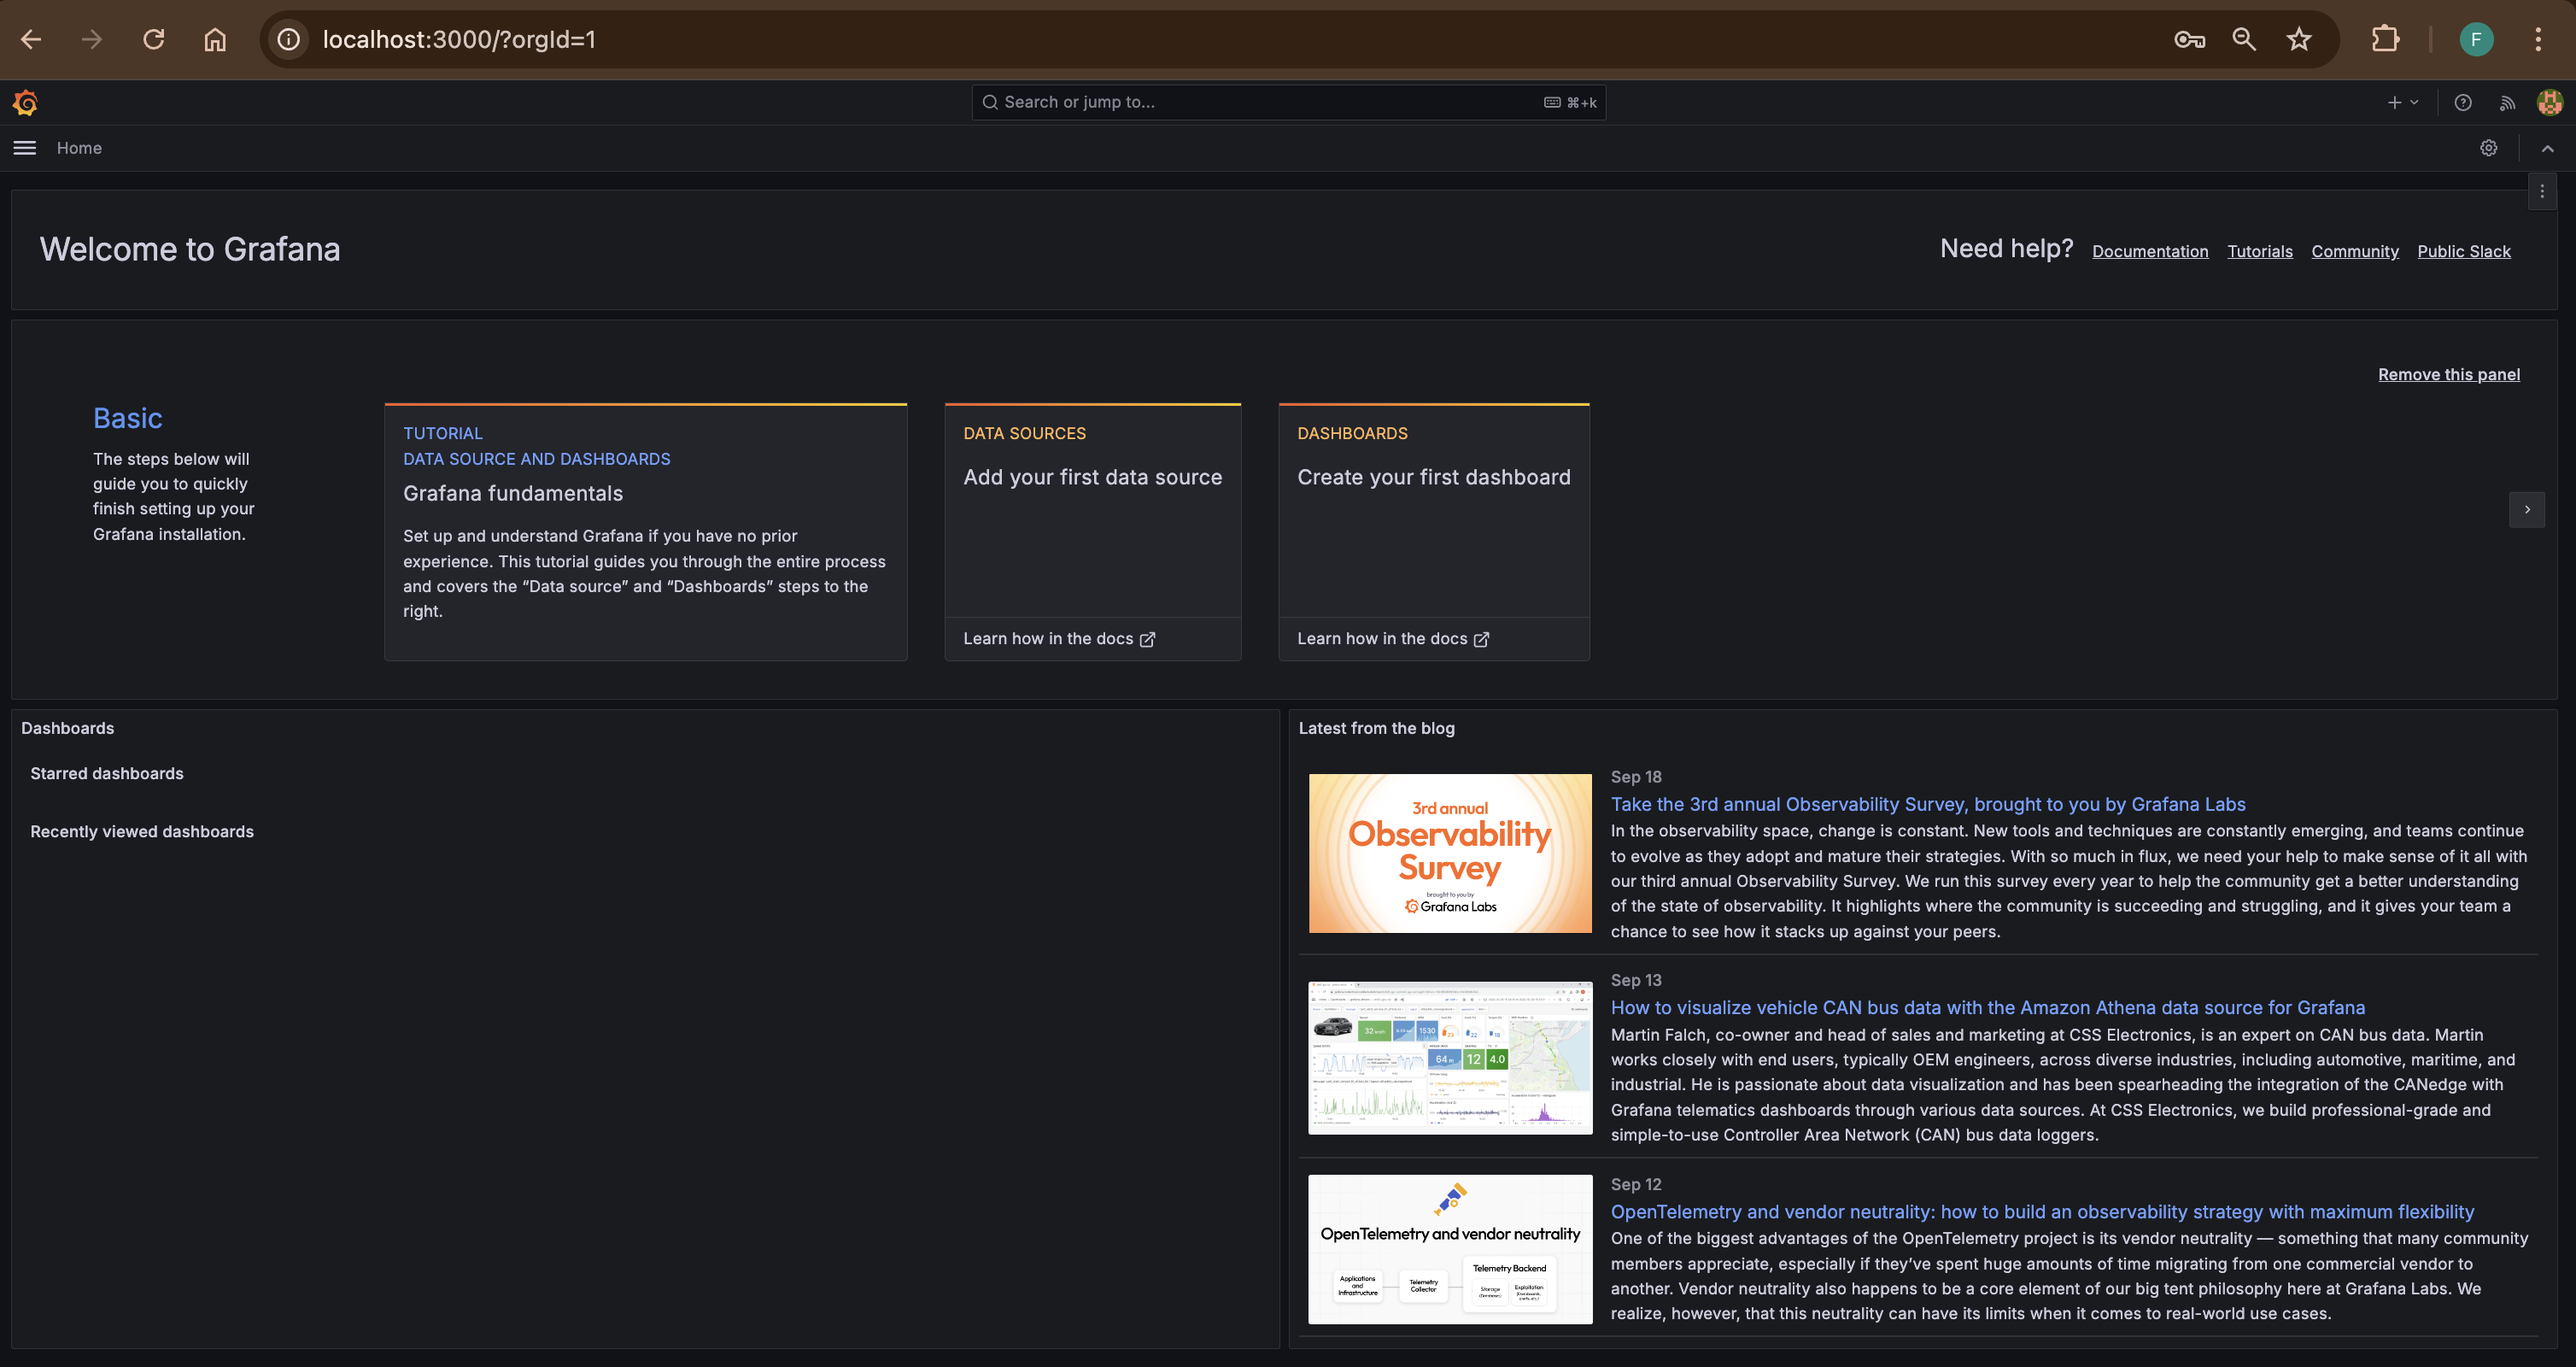 localhost:3000/?orgId=1
F
Search or jump to...
⌘+k
Home
Welcome to Grafana
Need help?
Documentation
Tutorials
Community
Public Slack
Remove this panel
Basic
The steps below will
guide you to quickly
finish setting up your
Grafana installation.
TUTORIAL
DATA SOURCE AND DASHBOARDS
Grafana fundamentals
Set up and understand Grafana if you have no prior
experience. This tutorial guides you through the entire process
and covers the “Data source” and “Dashboards” steps to the
right.
DATA SOURCES
Add your first data source
Learn how in the docs
DASHBOARDS
Create your first dashboard
Learn how in the docs
Dashboards
Starred dashboards
Recently viewed dashboards
Latest from the blog
3rd annual
Observability
Survey
brought to you by
Grafana Labs
Sep 18
Take the 3rd annual Observability Survey, brought to you by Grafana Labs
In the observability space, change is constant. New tools and techniques are constantly emerging, and teams continue
to evolve as they adopt and mature their strategies. With so much in flux, we need your help to make sense of it all with
our third annual Observability Survey. We run this survey every year to help the community get a better understanding
of the state of observability. It highlights where the community is succeeding and struggling, and it gives your team a
chance to see how it stacks up against your peers.
32
1530
64
12
4.0
Sep 13
How to visualize vehicle CAN bus data with the Amazon Athena data source for Grafana
Martin Falch, co-owner and head of sales and marketing at CSS Electronics, is an expert on CAN bus data. Martin
works closely with end users, typically OEM engineers, across diverse industries, including automotive, maritime, and
industrial. He is passionate about data visualization and has been spearheading the integration of the CANedge with
Grafana telematics dashboards through various data sources. At CSS Electronics, we build professional-grade and
simple-to-use Controller Area Network (CAN) bus data loggers.
OpenTelemetry and vendor neutrality
Applications
and
Infrastructure
Telemetry
Collector
Telemetry Backend
Storage
(Database)
Exploitation
Sep 12
OpenTelemetry and vendor neutrality: how to build an observability strategy with maximum flexibility
One of the biggest advantages of the OpenTelemetry project is its vendor neutrality — something that many community
members appreciate, especially if they’ve spent huge amounts of time migrating from one commercial vendor to
another. Vendor neutrality also happens to be a core element of our big tent philosophy here at Grafana Labs. We
realize, however, that this neutrality can have its limits when it comes to real-world use cases.